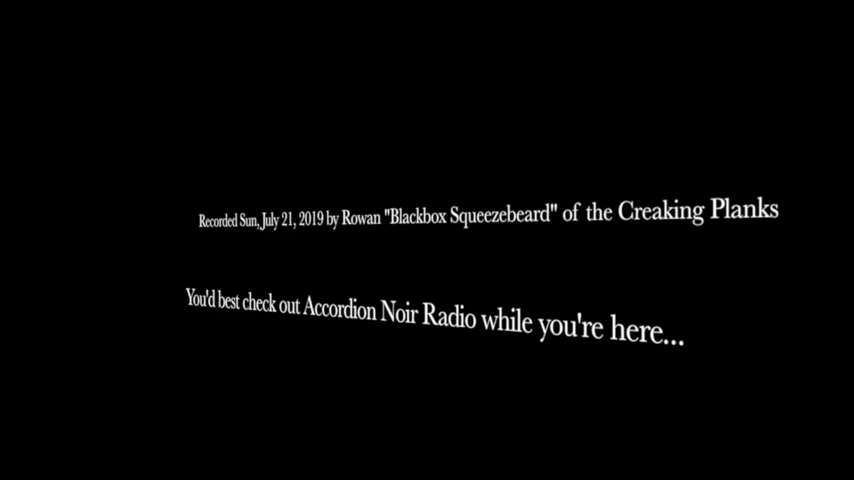 Recorded Sun, July 21, 2019 by Rowan "Blackbox Squeezebeard" of the Creaking Planks
You'd best check out Accordion Noir Radio while you're here...